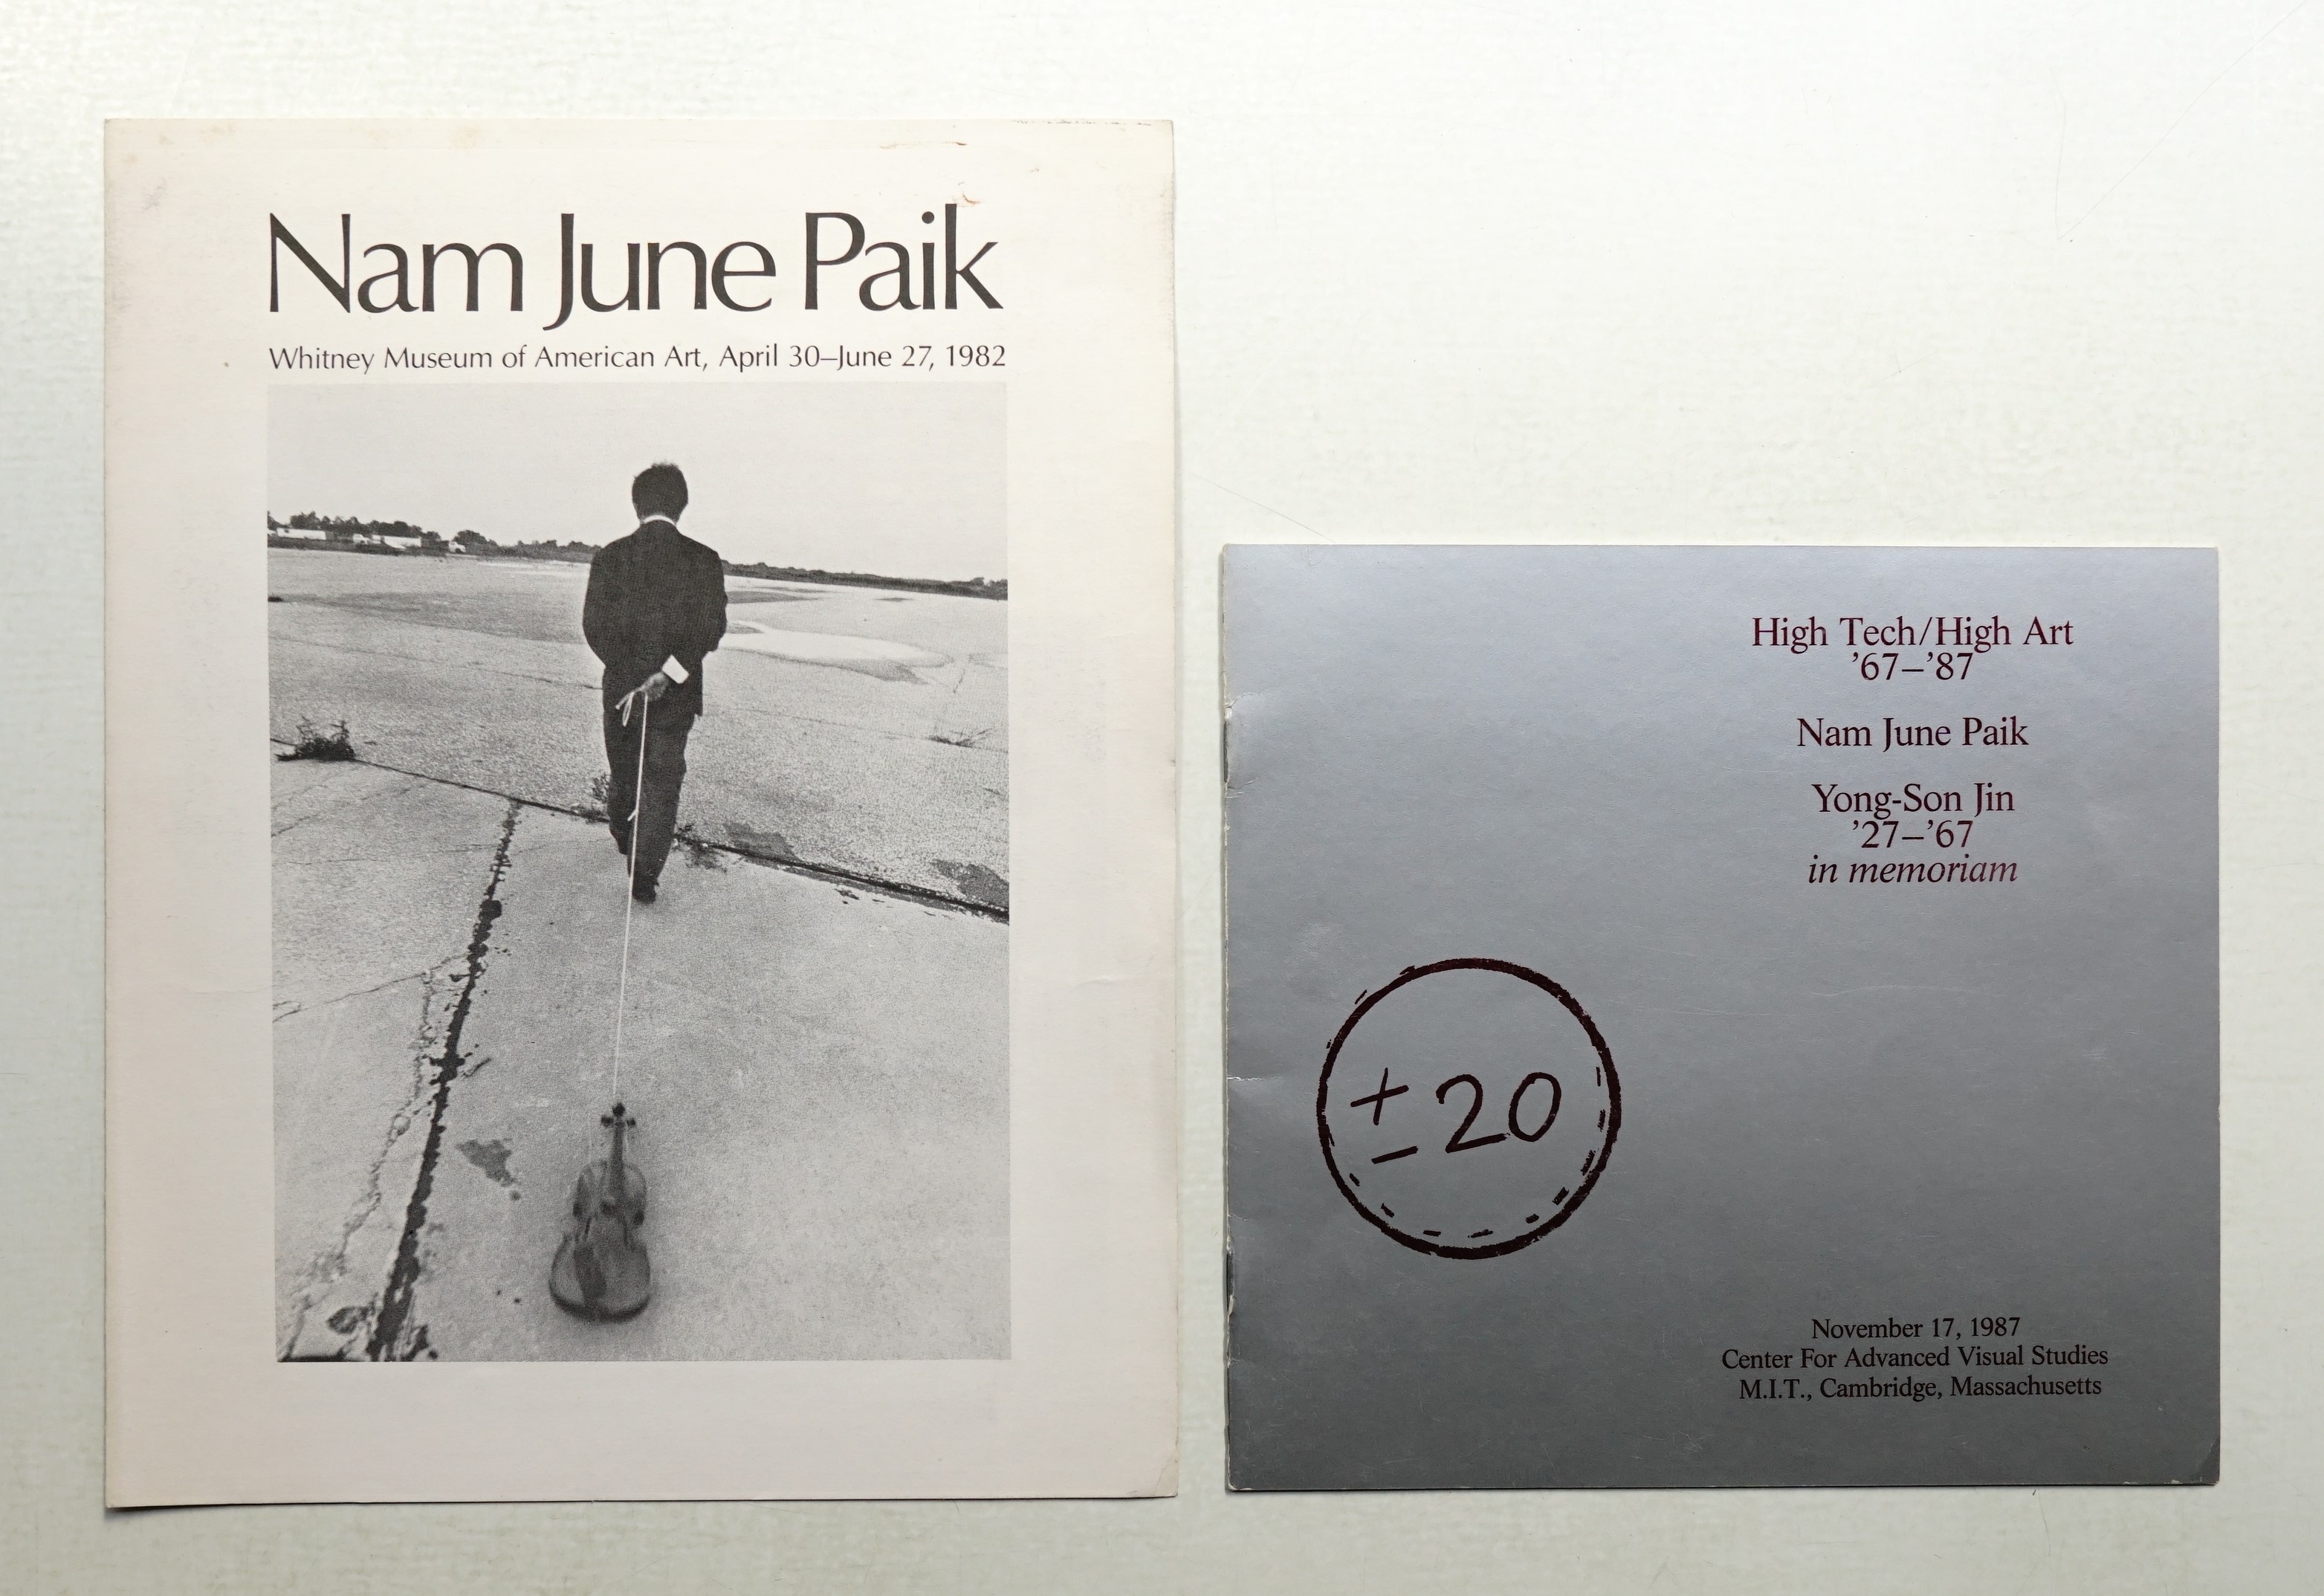 Nam June Paik
Whitney Museum of American Art, April 30–June 27, 1982
High Tech/High Art
’67–’87
Nam June Paik
Yong-Son Jin
’27–’67
in memoriam
± 20
November 17, 1987
Center For Advanced Visual Studies
M.I.T., Cambridge, Massachusetts